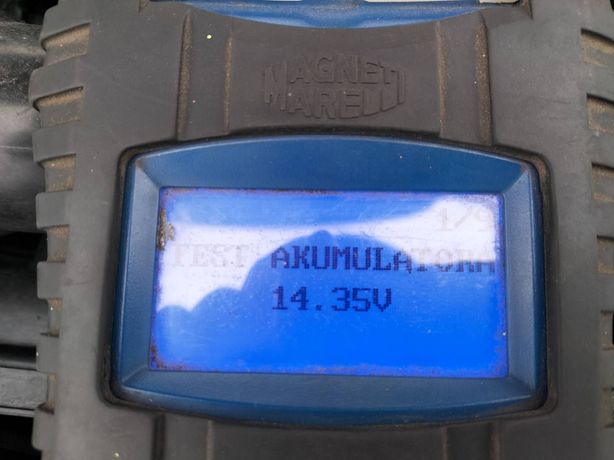 MAGNETI
MARELLI
1/9
TEST AKUMULATORA
14.35V